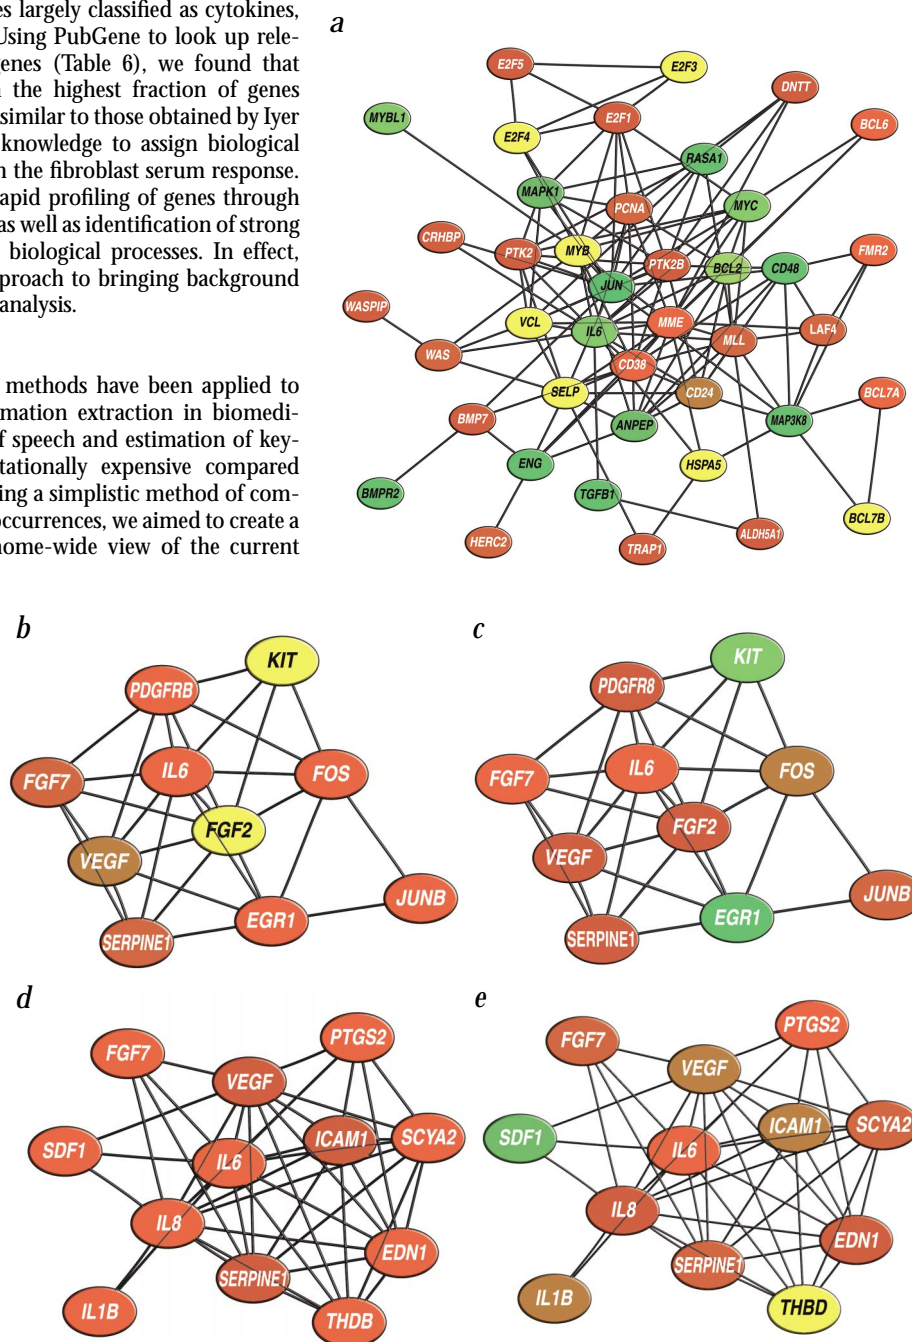 es largely classified as cytokines,
Using PubGene to look up rele-
genes (Table 6), we found that
the highest fraction of genes
similar to those obtained by Iyer
knowledge to assign biological
n the fibroblast serum response.
rapid profiling of genes through
as well as identification of strong
biological processes. In effect,
proach to bringing background
analysis.
methods have been applied to
rmation extraction in biomedi-
f speech and estimation of key-
tationally expensive compared
ing a simplistic method of com-
occurrences, we aimed to create a
nome-wide view of the current
a
E2F5
E2F3
DNTT
MYBL1
E2F1
BCL6
E2F4
RASA1
MAPK1
PCNA
MYC
CRHBP
PTK2
MYB
PTK2B
BCL2
CD48
FMR2
JUN
WASPIP
VCL
IL6
MME
MLL
LAF4
WAS
CD38
SELP
CD24
BCL7A
BMP7
ANPEP
MAP3K8
ENG
HSPA5
BMPR2
TGFB1
BCL7B
HERC2
TRAP1
ALDH5A1
b
KIT
PDGFRB
FGF7
IL6
FOS
FGF2
VEGF
JUNB
SERPINE1
EGR1
c
KIT
PDGFR8
FGF7
IL6
FOS
FGF2
VEGF
JUNB
SERPINE1
EGR1
d
FGF7
PTGS2
VEGF
SDF1
IL6
ICAM1
SCYA2
IL8
EDN1
SERPINE1
IL1B
THDB
e
FGF7
PTGS2
VEGF
SDF1
IL6
ICAM1
SCYA2
IL8
EDN1
SERPINE1
IL1B
THBD